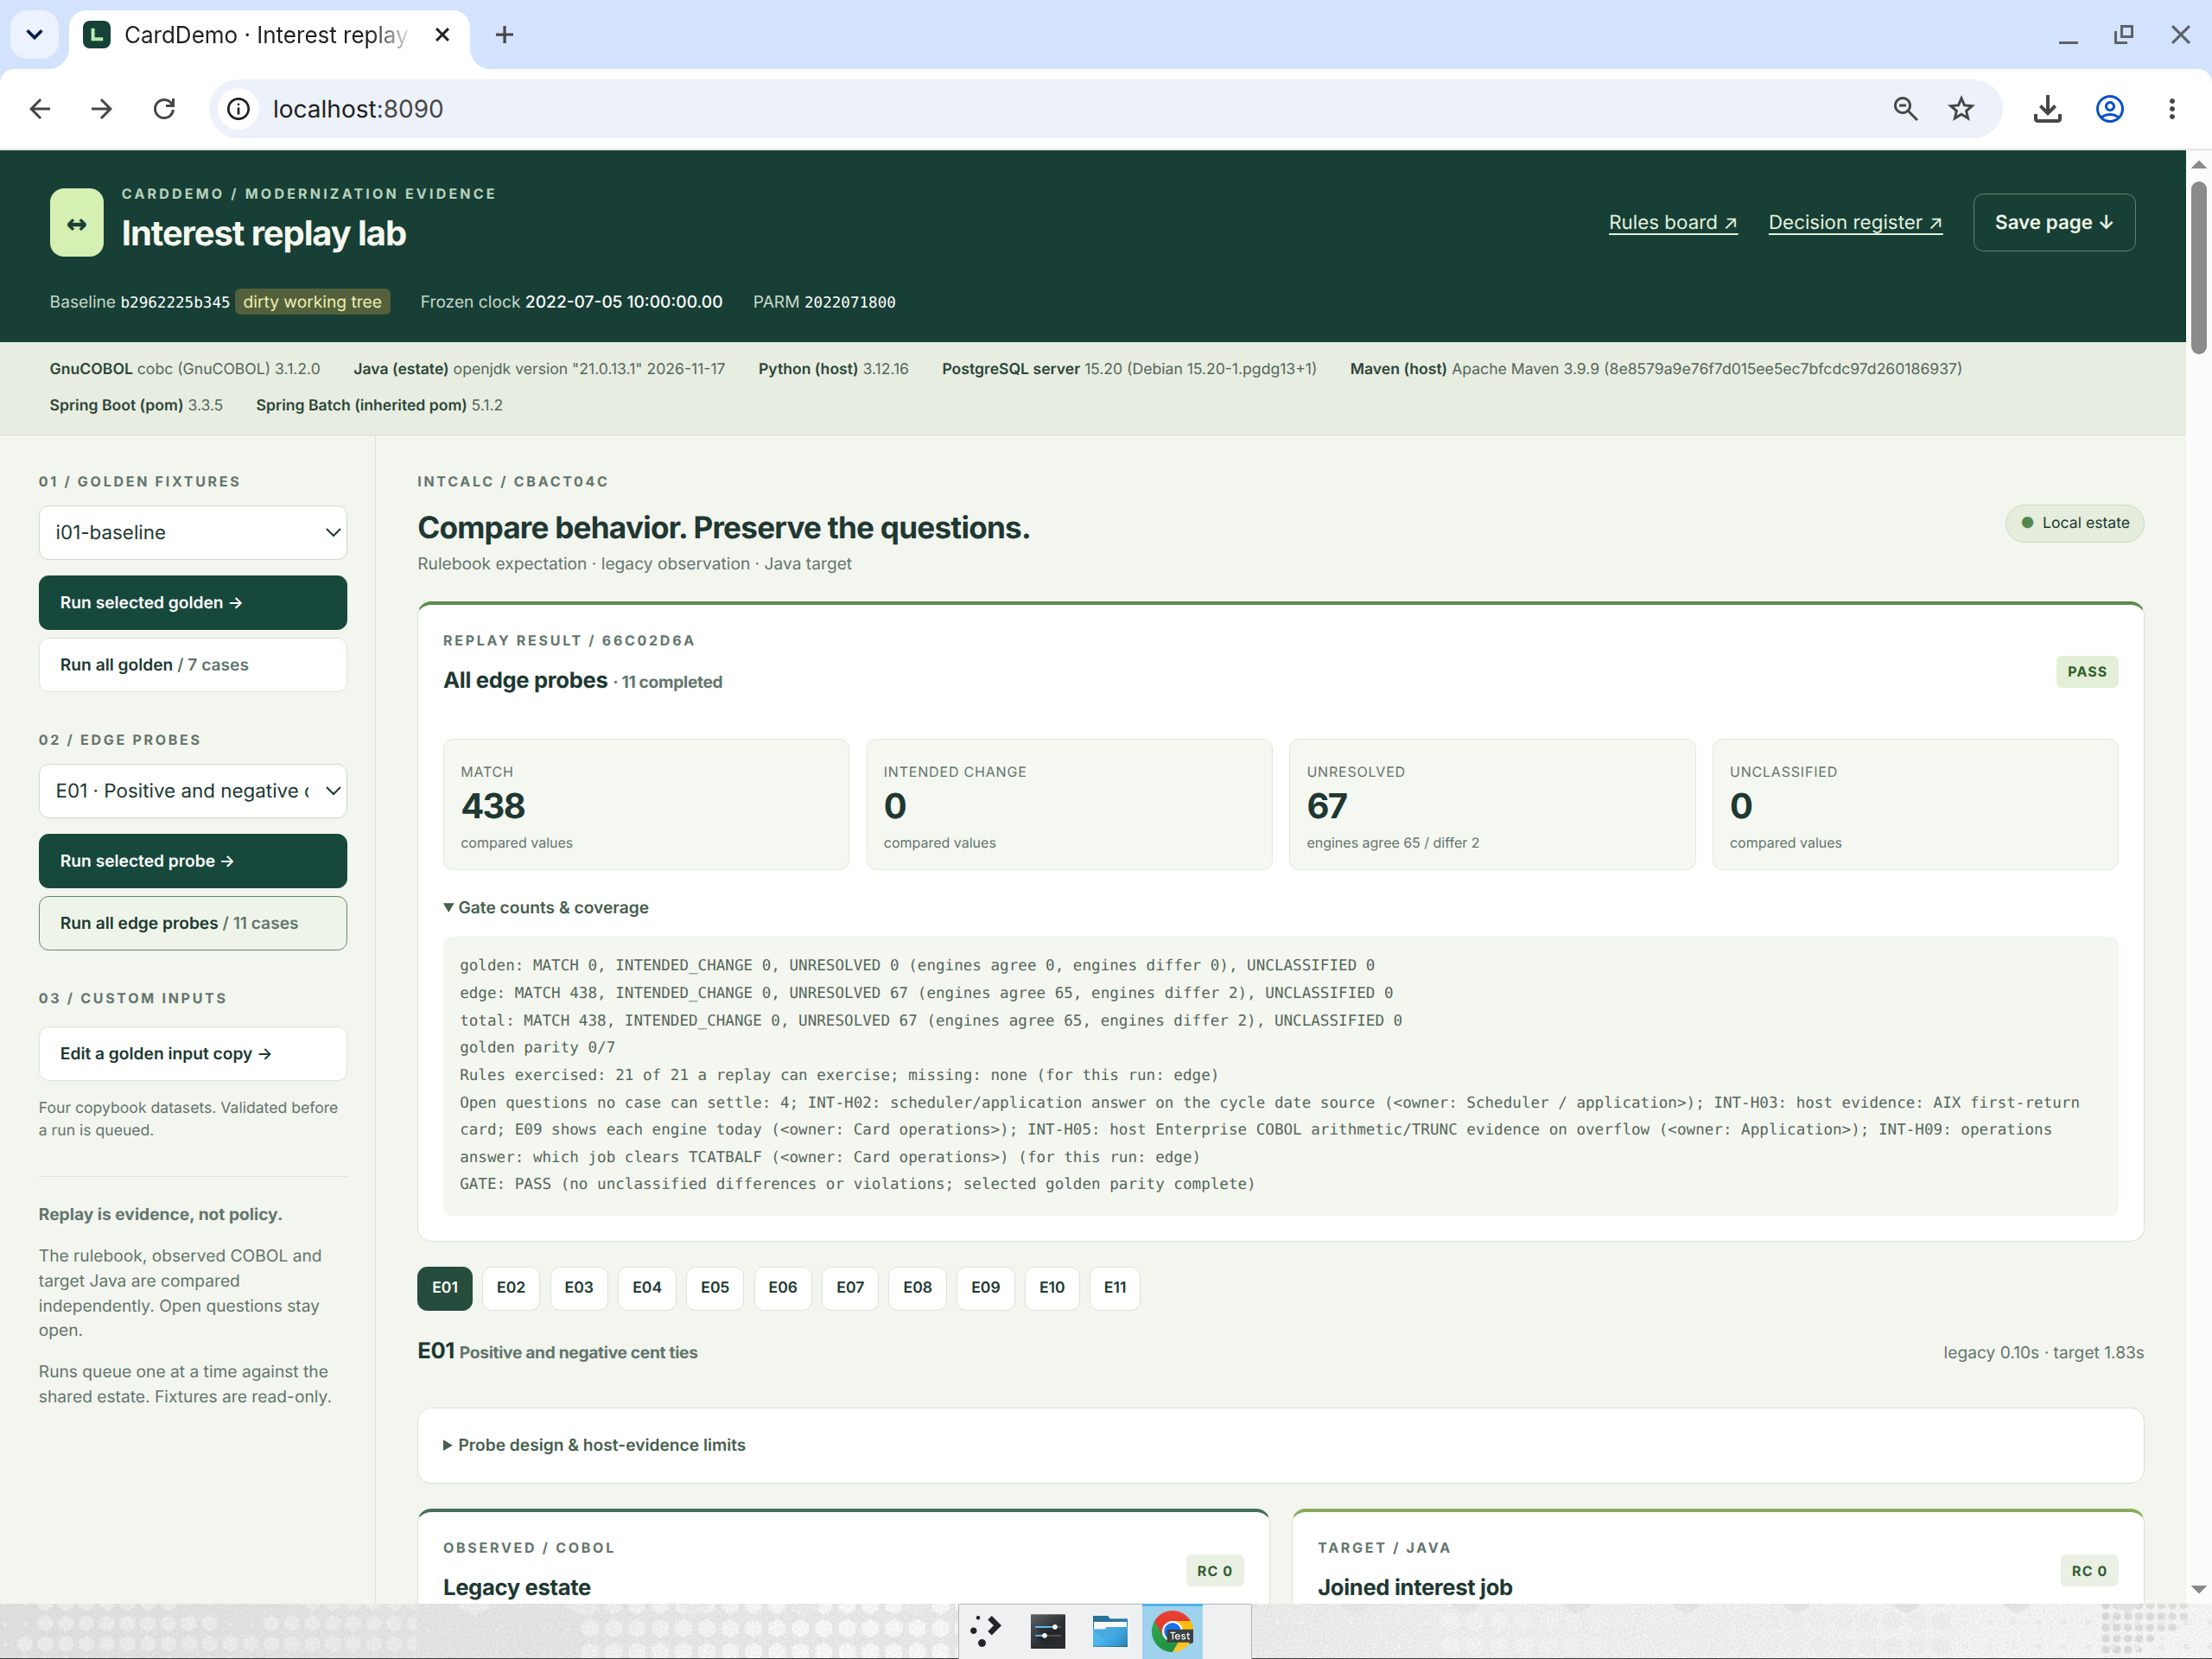 CardDemo · Interest replay
localhost:8090
CARDDEMO / MODERNIZATION EVIDENCE
Interest replay lab
Rules board ↗ Decision register ↗ Save page ↓
Baseline b2962225b345 dirty working tree Frozen clock 2022-07-05 10:00:00.00 PARM 2022071800
GnuCOBOL cobc (GnuCOBOL) 3.1.2.0 Java (estate) openjdk version "21.0.13.1" 2026-11-17 Python (host) 3.12.16 PostgreSQL server 15.20 (Debian 15.20-1.pgdg13+1) Maven (host) Apache Maven 3.9.9 (8e8579a9e76f7d015ee5ec7bfcdc97d260186937)
Spring Boot (pom) 3.3.5 Spring Batch (inherited pom) 5.1.2
01 / GOLDEN FIXTURES
i01-baseline
Run selected golden →
Run all golden / 7 cases
02 / EDGE PROBES
E01 · Positive and negative
Run selected probe →
Run all edge probes / 11 cases
03 / CUSTOM INPUTS
Edit a golden input copy →
Four copybook datasets. Validated before
a run is queued.
Replay is evidence, not policy.
The rulebook, observed COBOL and
target Java are compared
independently. Open questions stay
open.
Runs queue one at a time against the
shared estate. Fixtures are read-only.
INTCALC / CBACT04C
Compare behavior. Preserve the questions.
Rulebook expectation · legacy observation · Java target
Local estate
REPLAY RESULT / 66C02D6A
All edge probes · 11 completed
PASS
MATCH
438
compared values
INTENDED CHANGE
0
compared values
UNRESOLVED
67
engines agree 65 / differ 2
UNCLASSIFIED
0
compared values
▼ Gate counts & coverage
golden: MATCH 0, INTENDED_CHANGE 0, UNRESOLVED 0 (engines agree 0, engines differ 0), UNCLASSIFIED 0
edge: MATCH 438, INTENDED_CHANGE 0, UNRESOLVED 67 (engines agree 65, engines differ 2), UNCLASSIFIED 0
total: MATCH 438, INTENDED_CHANGE 0, UNRESOLVED 67 (engines agree 65, engines differ 2), UNCLASSIFIED 0
golden parity 0/7
Rules exercised: 21 of 21 a replay can exercise; missing: none (for this run: edge)
Open questions no case can settle: 4; INT-H02: scheduler/application answer on the cycle date source (<owner: Scheduler / application>); INT-H03: host evidence: AIX first-return
card; E09 shows each engine today (<owner: Card operations>); INT-H05: host Enterprise COBOL arithmetic/TRUNC evidence on overflow (<owner: Application>); INT-H09: operations
answer: which job clears TCATBALF (<owner: Card operations>) (for this run: edge)
GATE: PASS (no unclassified differences or violations; selected golden parity complete)
E01 E02 E03 E04 E05 E06 E07 E08 E09 E10 E11
E01 Positive and negative cent ties
legacy 0.10s · target 1.83s
▶ Probe design & host-evidence limits
OBSERVED / COBOL
Legacy estate
RC 0
TARGET / JAVA
Joined interest job
RC 0
Test